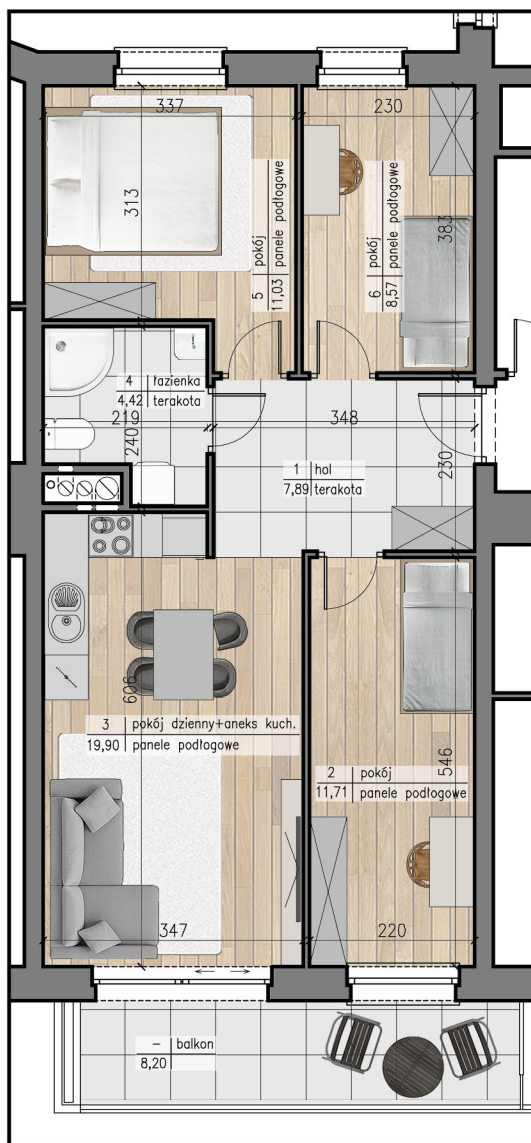 337
230
313
5 pokój
11,03 panele podłogowe
6 pokój
8,57 panele podłogowe
383
4 łazienka
4,42 terakota
219
240
348
1 hol
7,89 terakota
230
606
3 pokój dzienny+aneks kuch.
19,90 panele podłogowe
2 pokój
11,71 panele podłogowe
546
347
220
– balkon
8,20